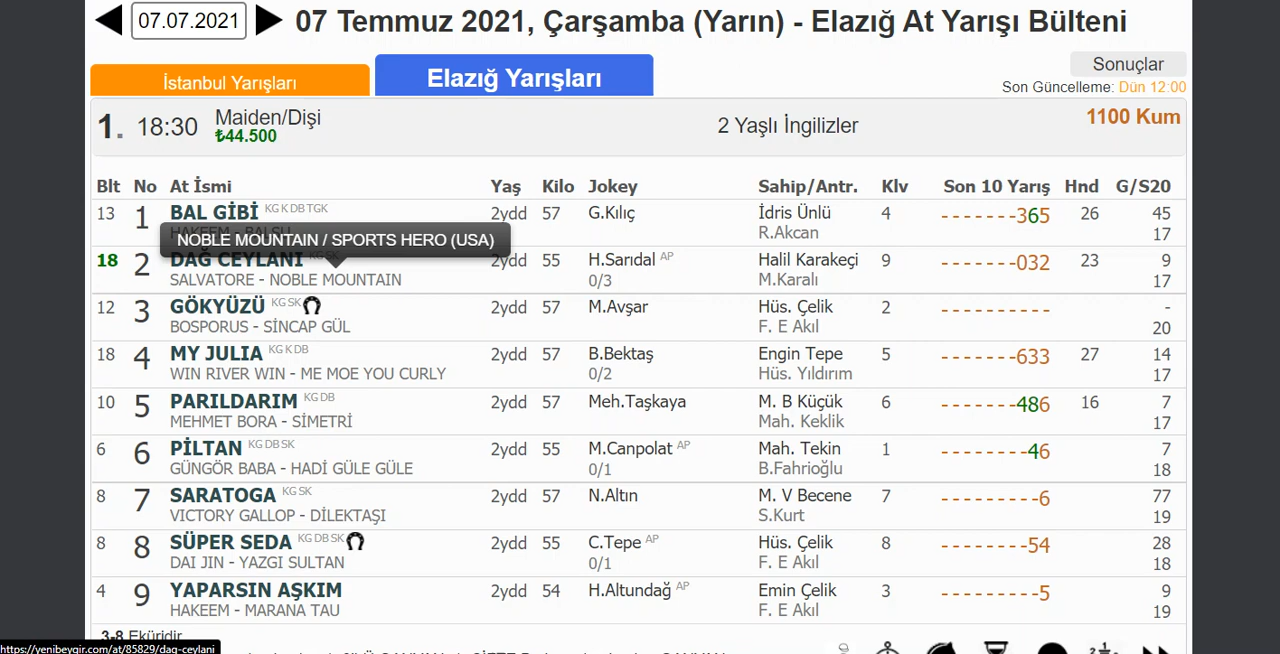 07.07.2021
07 Temmuz 2021, Çarşamba (Yarın) - Elazığ At Yarışı Bülteni
İstanbul Yarışları
Elazığ Yarışları
Sonuçlar
Son Güncelleme: Dün 12:00
1. 18:30 Maiden/Dişi 2 Yaşlı İngilizler 1100 Kum
₺44.500
Blt No At İsmi Yaş Kilo Jokey Sahip/Antr. Klv Son 10 Yarış Hnd G/S20
13 1 BAL GİBİ KG K DB TGK 2ydd 57 G.Kılıç İdris Ünlü 4 - - - - - - -365 26 45
HAKEEM - BALSU R.Akcan 17
NOBLE MOUNTAIN / SPORTS HERO (USA)
18 2 DAĞ CEYLANI KG SK 2ydd 55 H.Sarıdal AP Halil Karakeçi 9 - - - - - - -032 23 9
SALVATORE - NOBLE MOUNTAIN 0/3 M.Karalı 17
12 3 GÖKYÜZÜ KG SK 2ydd 57 M.Avşar Hüs. Çelik 2 - - - - - - - - - - -
BOSPORUS - SİNCAP GÜL F. E Akıl 20
18 4 MY JULIA KG K DB 2ydd 57 B.Bektaş Engin Tepe 5 - - - - - - -633 27 14
WIN RIVER WIN - ME MOE YOU CURLY 0/2 Hüs. Yıldırım 17
10 5 PARILDARIM KG DB 2ydd 57 Meh.Taşkaya M. B Küçük 6 - - - - - - -486 16 7
MEHMET BORA - SİMETRİ Mah. Keklik 17
6 6 PİLTAN KG DB SK 2ydd 55 M.Canpolat AP Mah. Tekin 1 - - - - - - - -46 7
GÜNGÖR BABA - HADİ GÜLE GÜLE 0/1 B.Fahrioğlu 18
8 7 SARATOGA KG SK 2ydd 57 N.Altın M. V Becene 7 - - - - - - - - -6 77
VICTORY GALLOP - DİLEKTAŞI S.Kurt 19
8 8 SÜPER SEDA KG DB SK 2ydd 55 C.Tepe AP Hüs. Çelik 8 - - - - - - - -54 28
DAI JIN - YAZGI SULTAN 0/1 F. E Akıl 18
4 9 YAPARSIN AŞKIM 2ydd 54 H.Altundağ AP Emin Çelik 3 - - - - - - - - -5 9
HAKEEM - MARANA TAU F. E Akıl 19
3-8 Eküridir
https://yenibeygir.com/at/85829/dag-ceylani